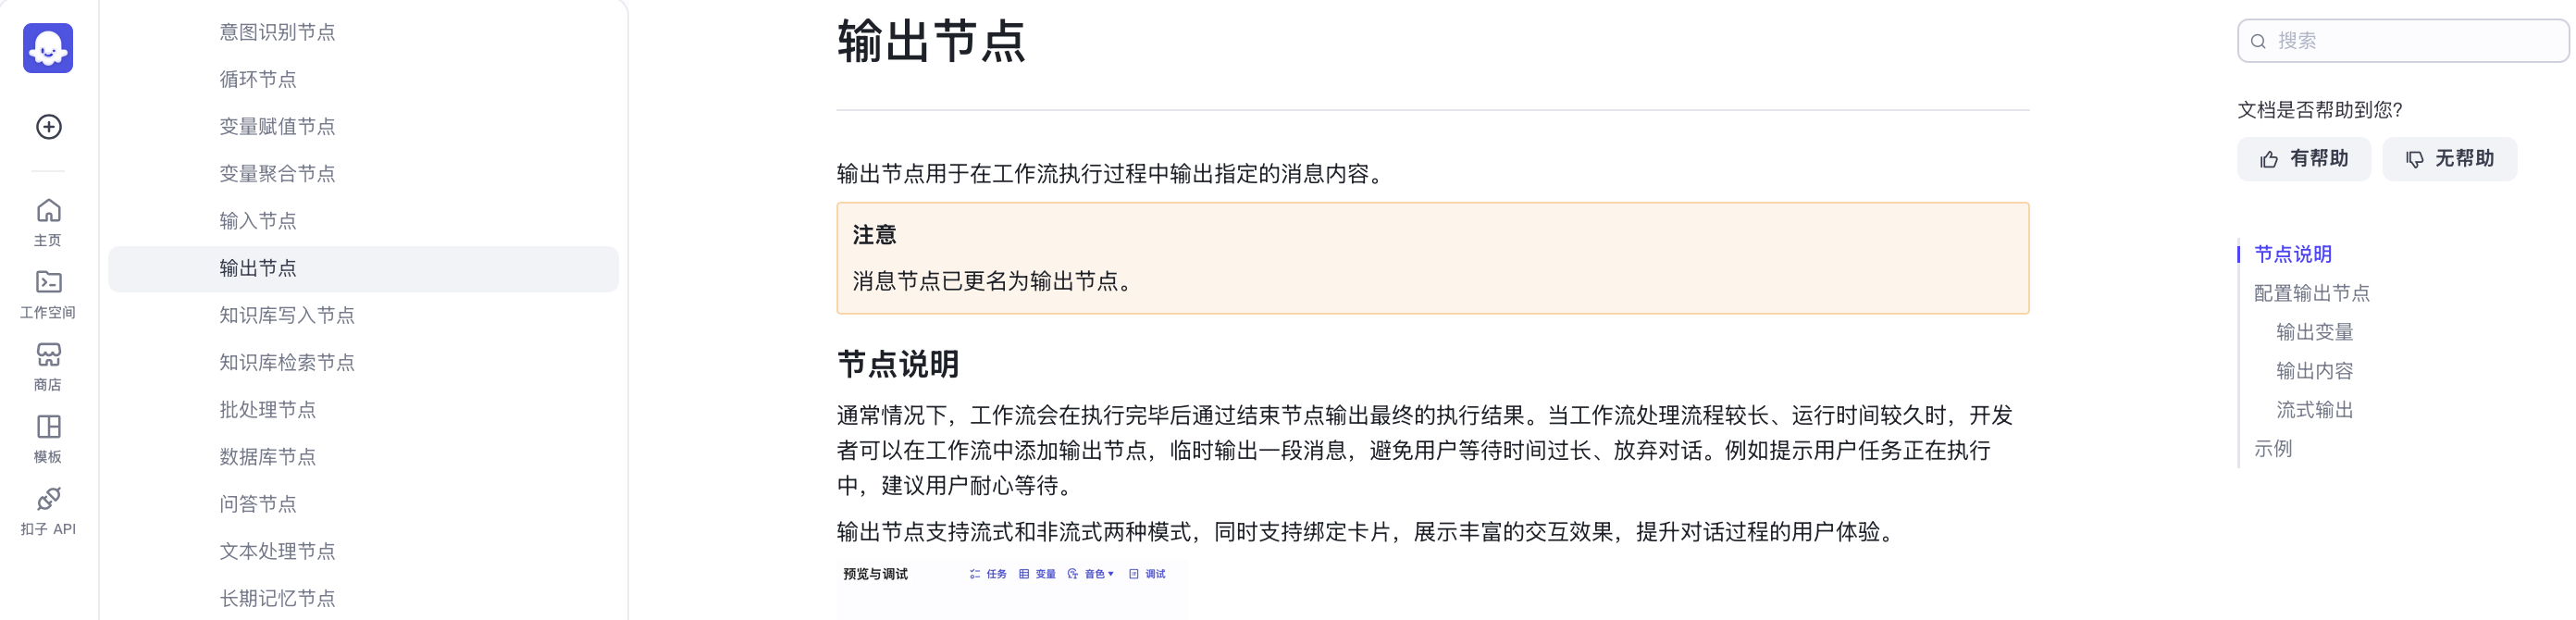 主页
工作空间
商店
模板
扣子 API
意图识别节点
循环节点
变量赋值节点
变量聚合节点
输入节点
输出节点
知识库写入节点
知识库检索节点
批处理节点
数据库节点
问答节点
文本处理节点
长期记忆节点
输出节点
输出节点用于在工作流执行过程中输出指定的消息内容。
注意
消息节点已更名为输出节点。
节点说明
通常情况下，工作流会在执行完毕后通过结束节点输出最终的执行结果。当工作流处理流程较长、运行时间较久时，开发
者可以在工作流中添加输出节点，临时输出一段消息，避免用户等待时间过长、放弃对话。例如提示用户任务正在执行
中，建议用户耐心等待。
输出节点支持流式和非流式两种模式，同时支持绑定卡片，展示丰富的交互效果，提升对话过程的用户体验。
预览与调试 任务 变量 音色 调试
搜索
文档是否帮助到您?
有帮助 无帮助
节点说明
配置输出节点
输出变量
输出内容
流式输出
示例